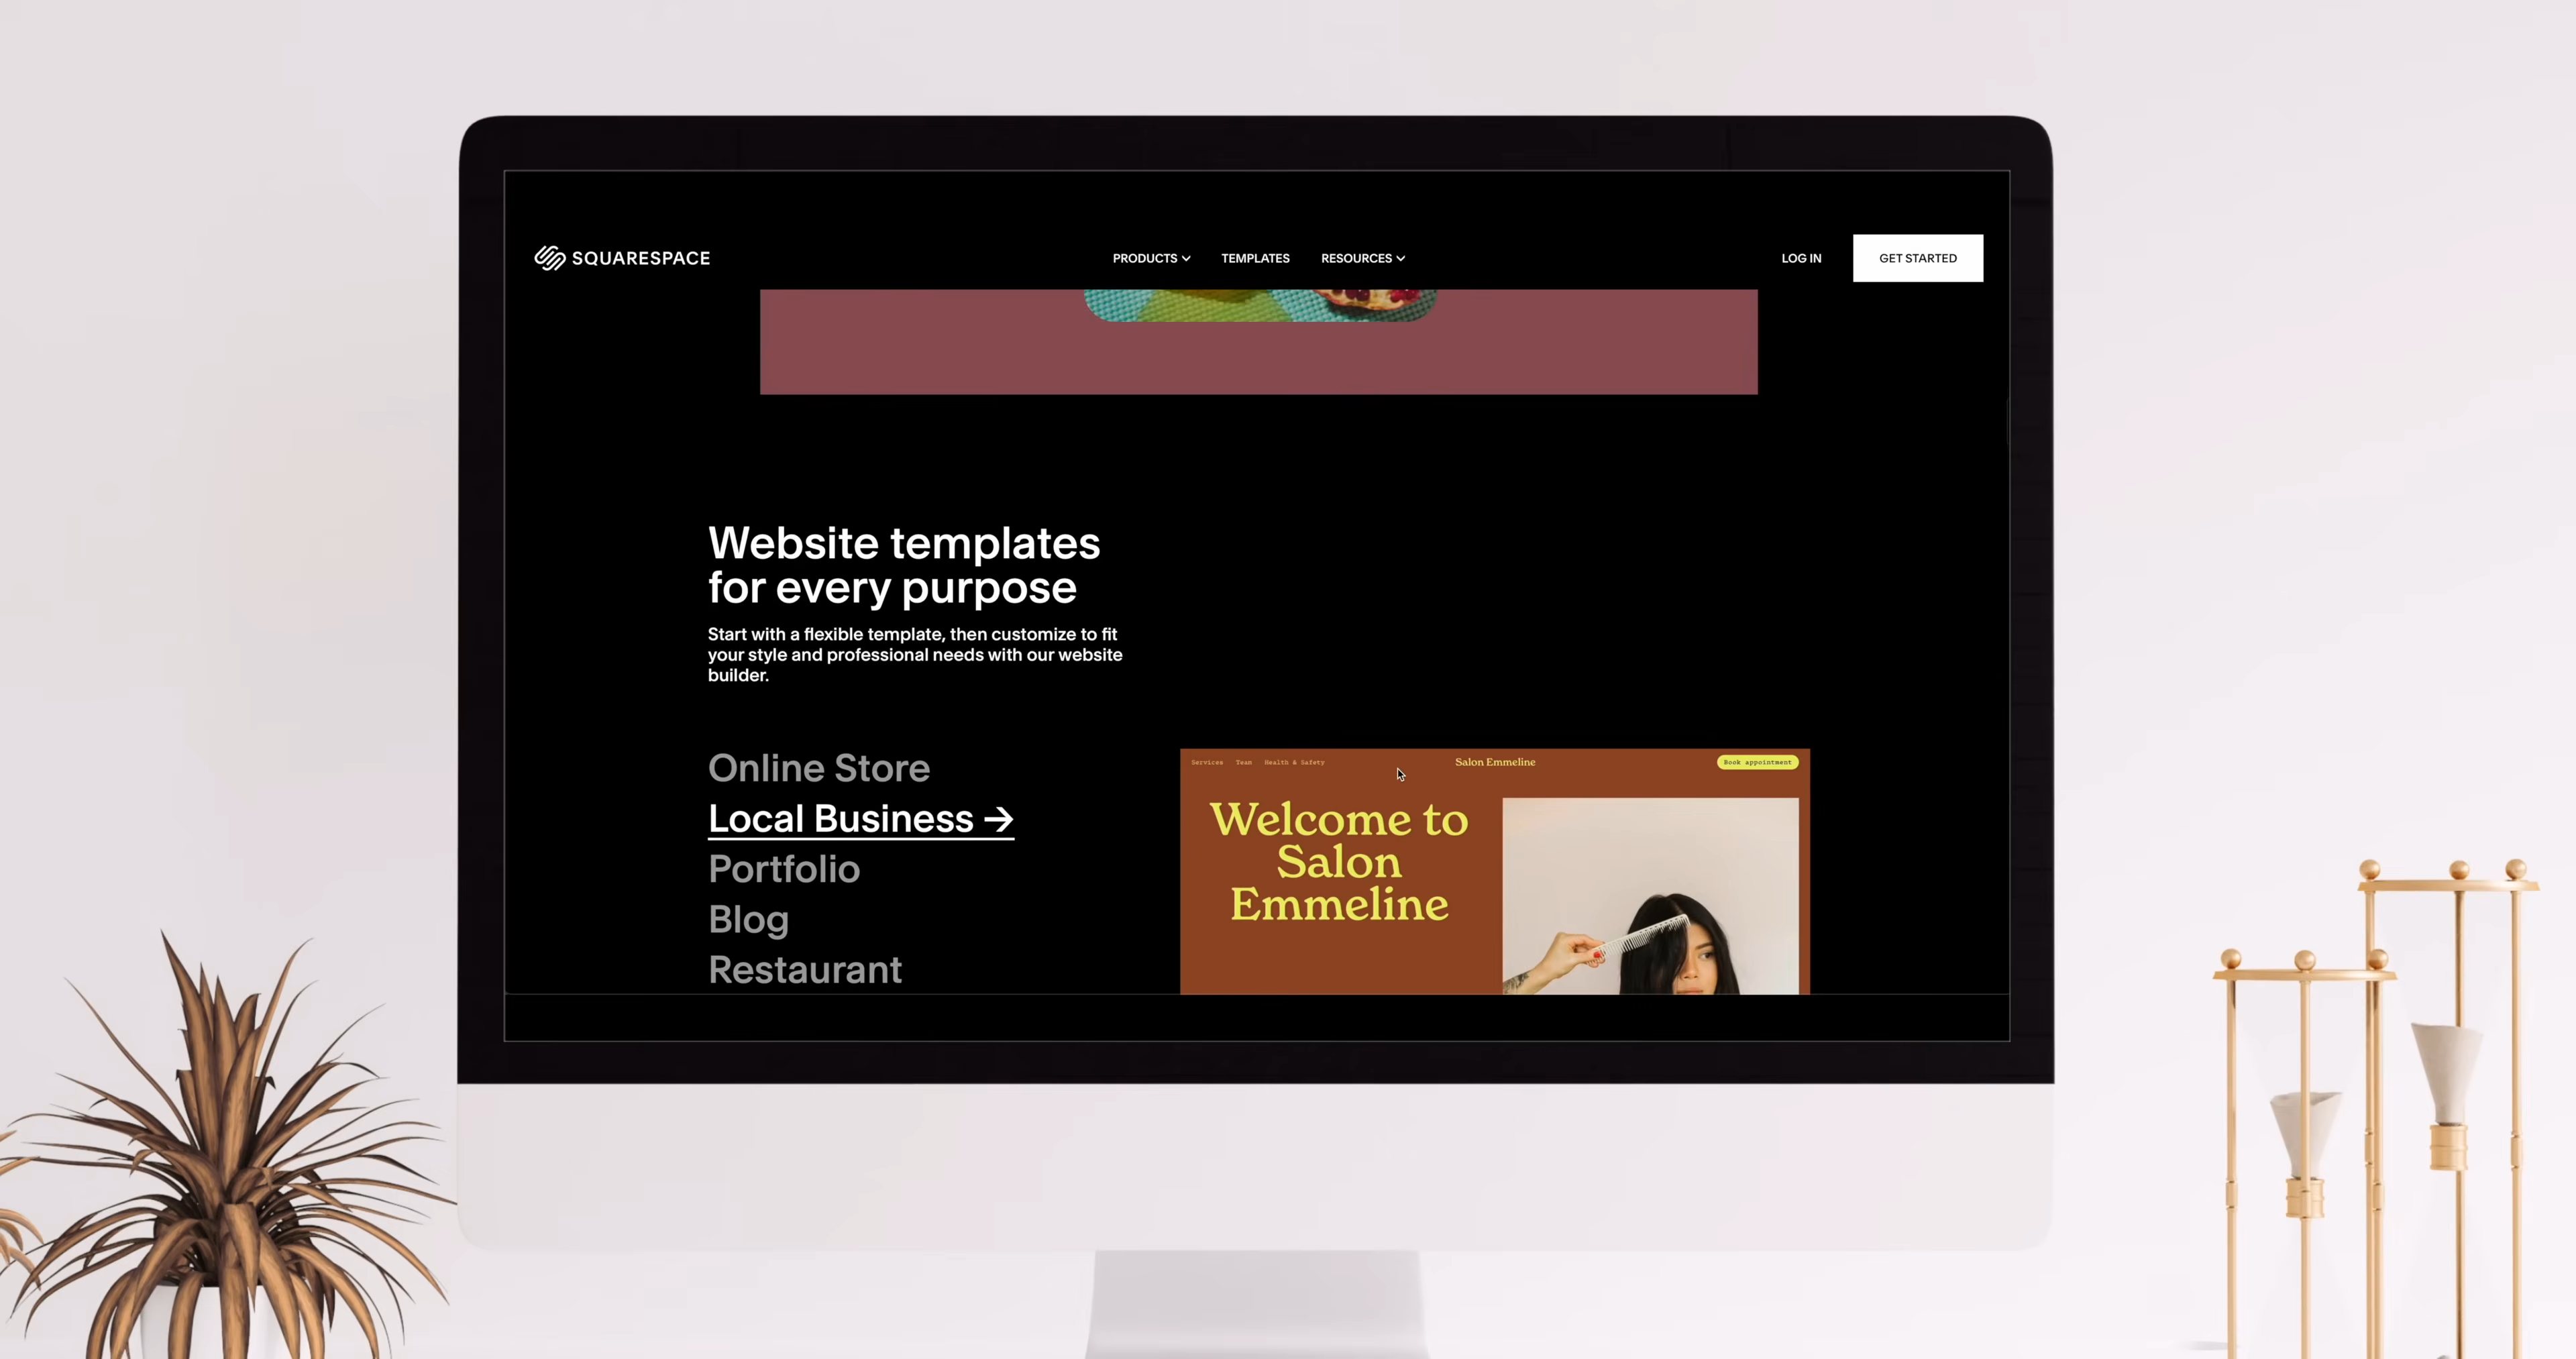 SQUARESPACE
PRODUCTS
TEMPLATES
RESOURCES
LOG IN
GET STARTED
Website templates
for every purpose
Start with a flexible template, then customize to fit
your style and professional needs with our website
builder.
Online Store
Local Business →
Portfolio
Blog
Restaurant
Services
Team
Health & Safety
Salon Emmeline
Book appointment
Welcome to
Salon
Emmeline